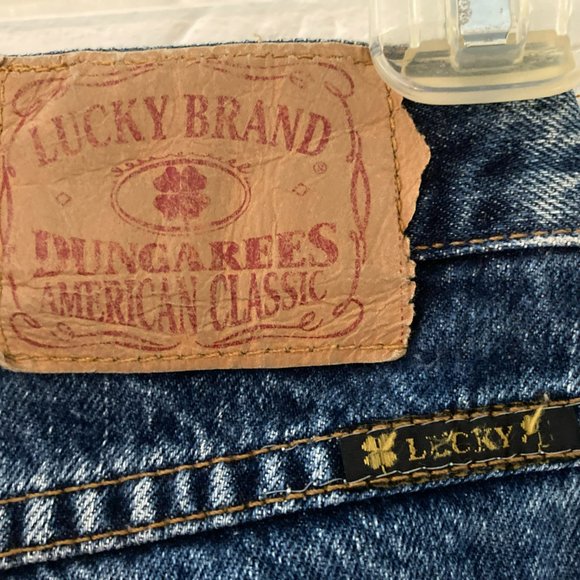 LUCKY BRAND
®
DUNGAREES
AMERICAN CLASSIC
LUCKY